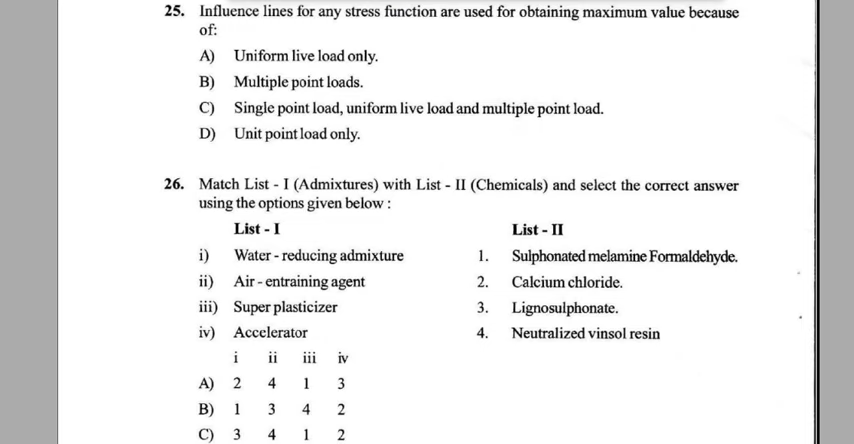 25. Influence lines for any stress function are used for obtaining maximum value because
of:
A) Uniform live load only.
B) Multiple point loads.
C) Single point load, uniform live load and multiple point load.
D) Unit point load only.
26. Match List - I (Admixtures) with List - II (Chemicals) and select the correct answer
using the options given below :
List - I List - II
i) Water - reducing admixture 1. Sulphonated melamine Formaldehyde.
ii) Air - entraining agent 2. Calcium chloride.
iii) Super plasticizer 3. Lignosulphonate.
iv) Accelerator 4. Neutralized vinsol resin
i ii iii iv
A) 2 4 1 3
B) 1 3 4 2
C) 3 4 1 2